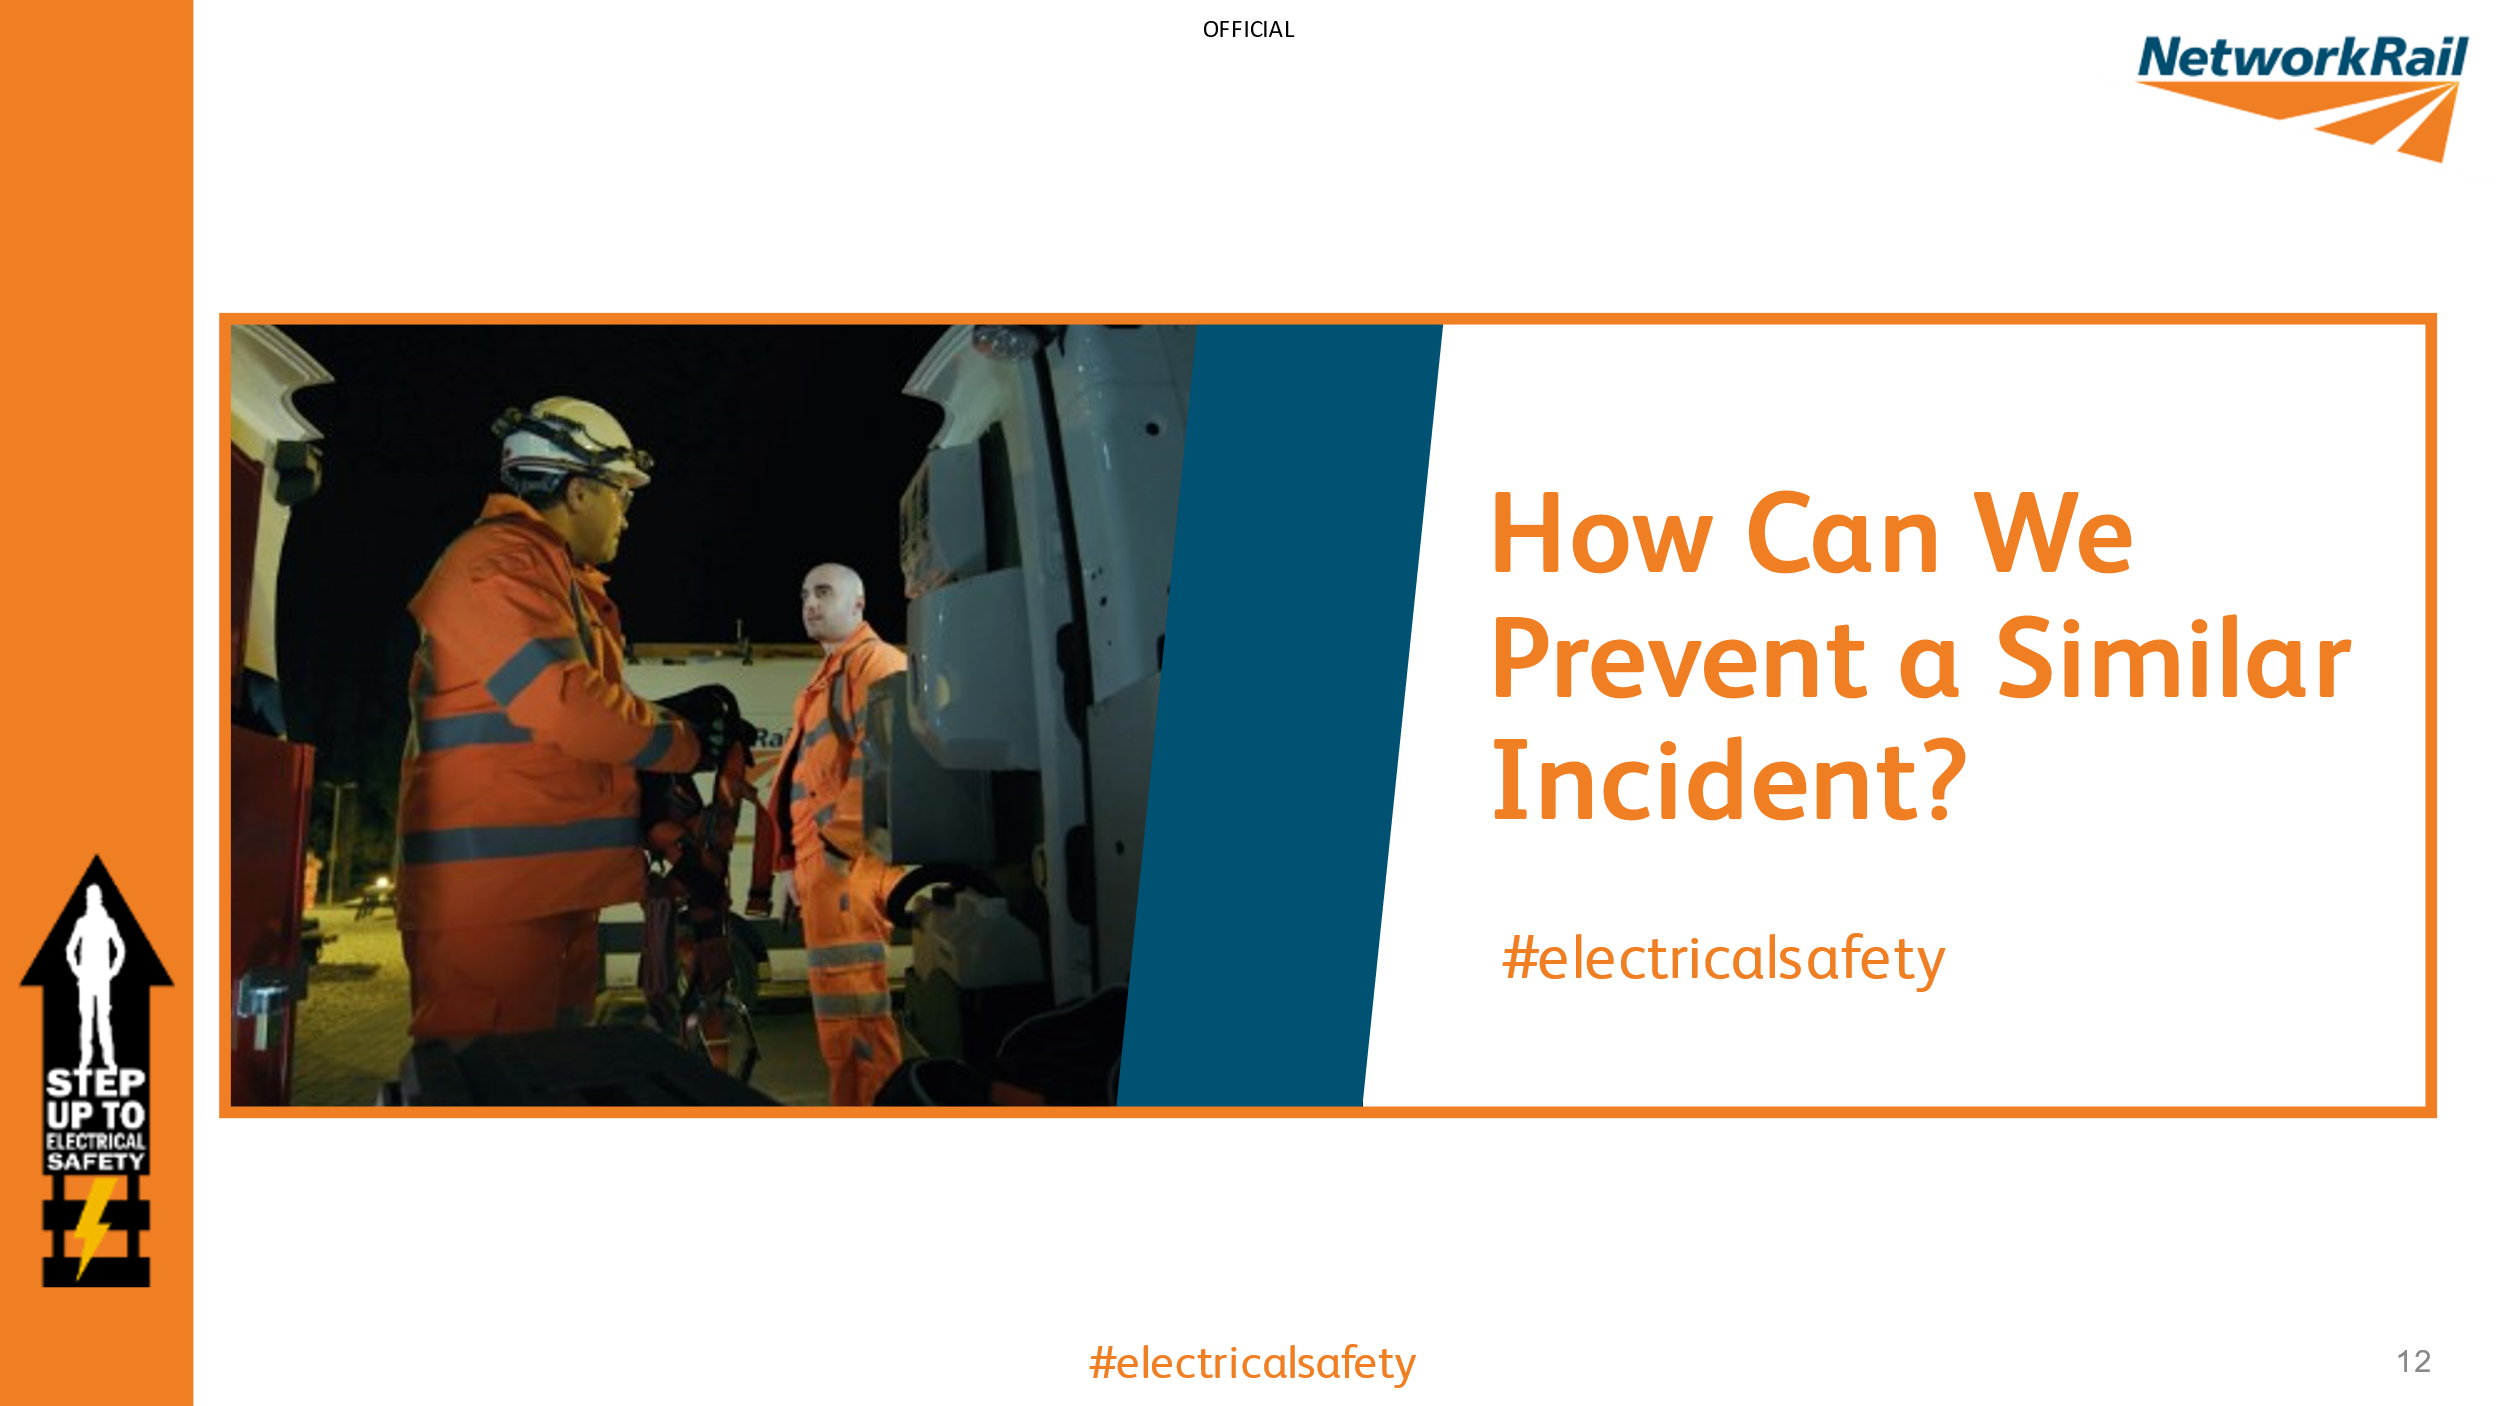 OFFICIAL
NetworkRail
How Can We
Prevent a Similar
Incident?
#electricalsafety
STEP
UP TO
ELECTRICAL
SAFETY
#electricalsafety
12